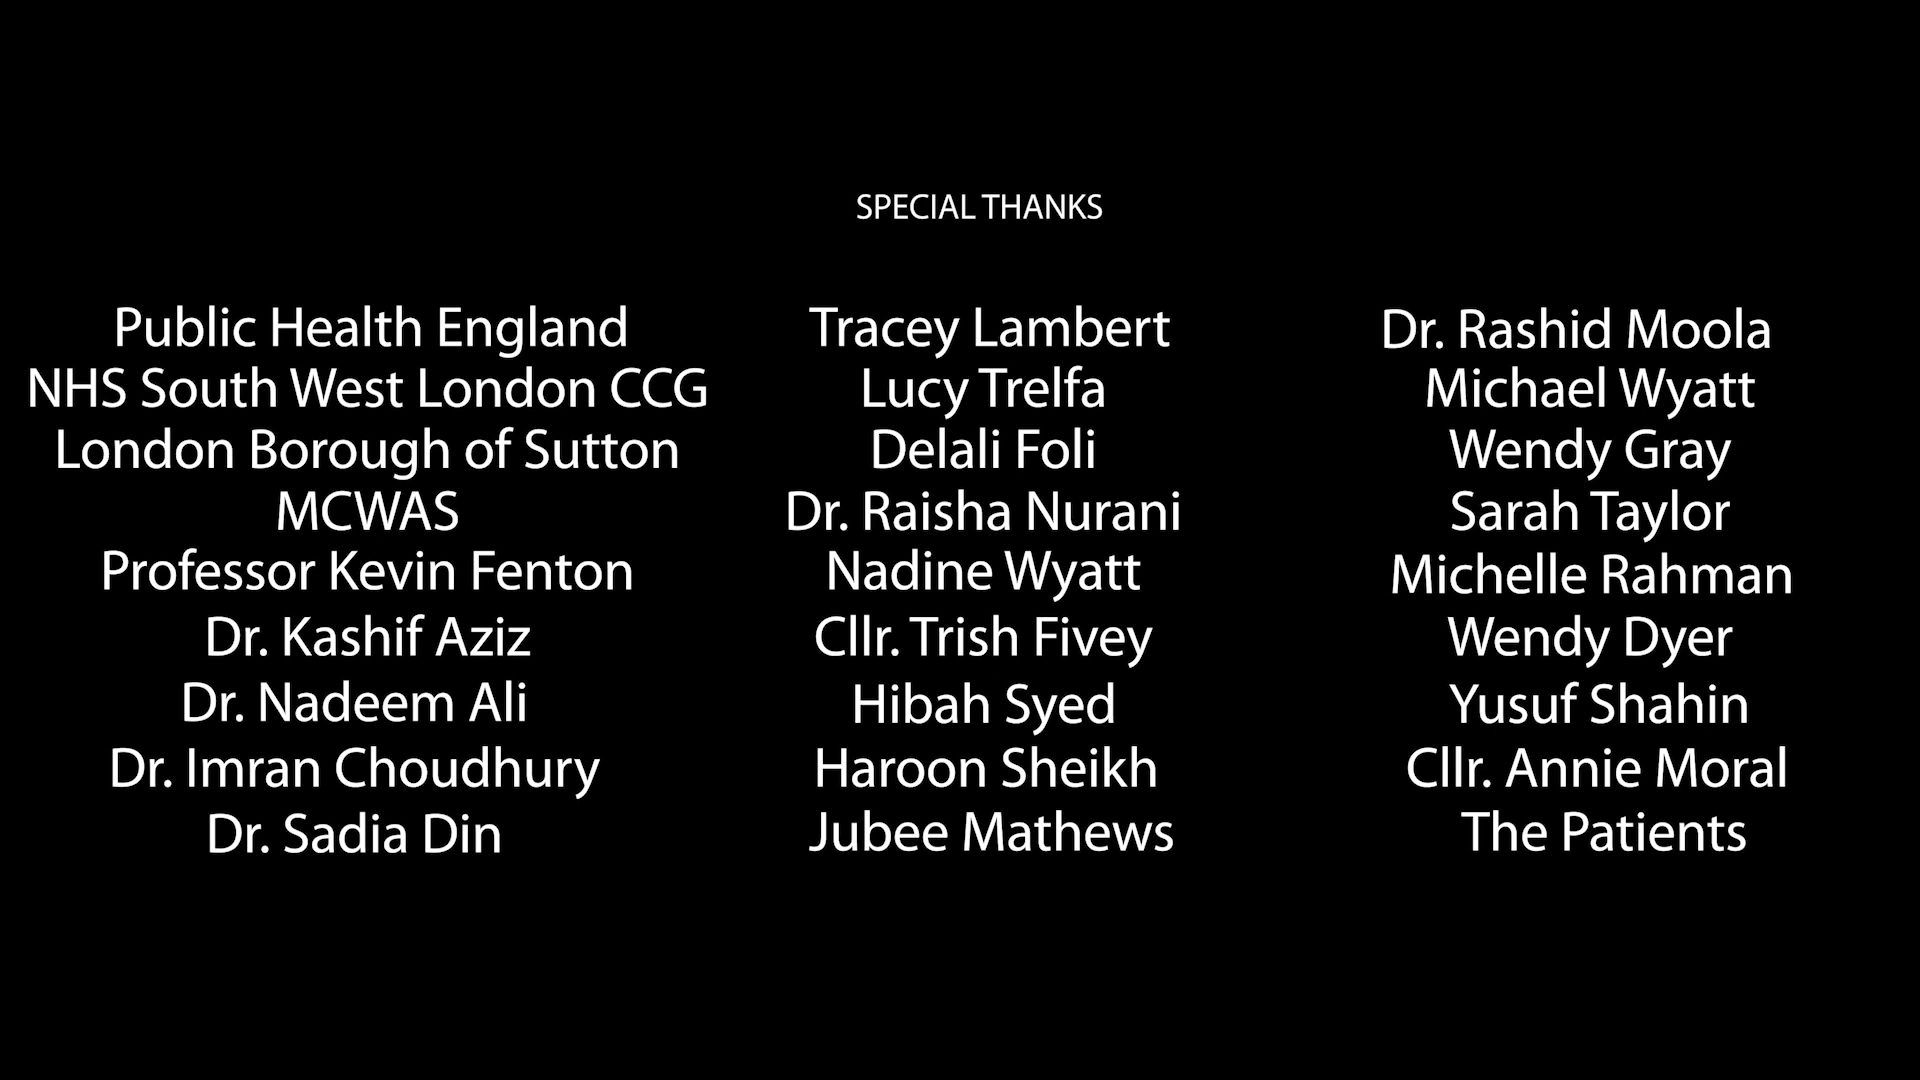 SPECIAL THANKS
Public Health England
NHS South West London CCG
London Borough of Sutton
MCWAS
Professor Kevin Fenton
Dr. Kashif Aziz
Dr. Nadeem Ali
Dr. Imran Choudhury
Dr. Sadia Din
Tracey Lambert
Lucy Trelfa
Delali Foli
Dr. Raisha Nurani
Nadine Wyatt
Cllr. Trish Fivey
Hibah Syed
Haroon Sheikh
Jubee Mathews
Dr. Rashid Moola
Michael Wyatt
Wendy Gray
Sarah Taylor
Michelle Rahman
Wendy Dyer
Yusuf Shahin
Cllr. Annie Moral
The Patients